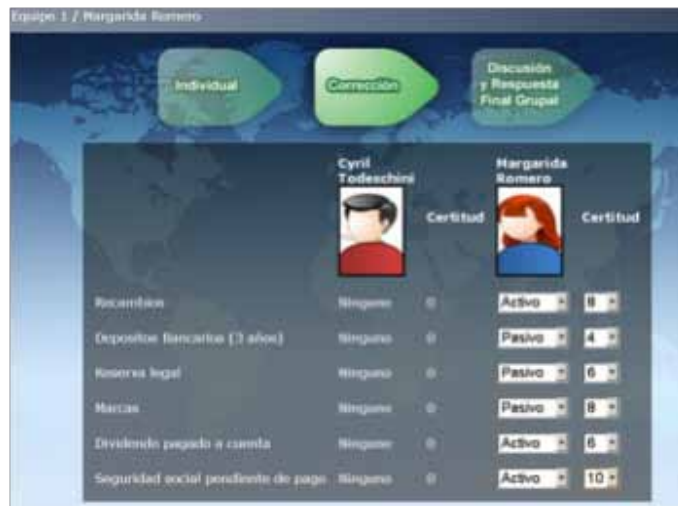 Equipo 1 / Margarida Romero
Individual
Corrección
Discusión
y Respuesta
Final Grupal
Cyril
Todeschini
Certitud
Margarida
Romero
Certitud
Recambios Ninguno 0 Activo 8
Depositos Bancarios (3 años) Ninguno 0 Pasivo 4
Reserva legal Ninguno 0 Pasivo 6
Marcas Ninguno 0 Pasivo 8
Dividendo pagado a cuenta Ninguno 0 Activo 6
Seguridad social pendiente de pago Ninguno 0 Activo 10